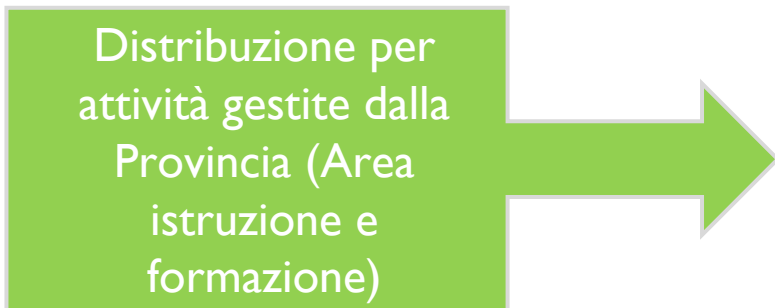 Distribuzione per
attività gestite dalla
Provincia (Area
istruzione e
formazione)